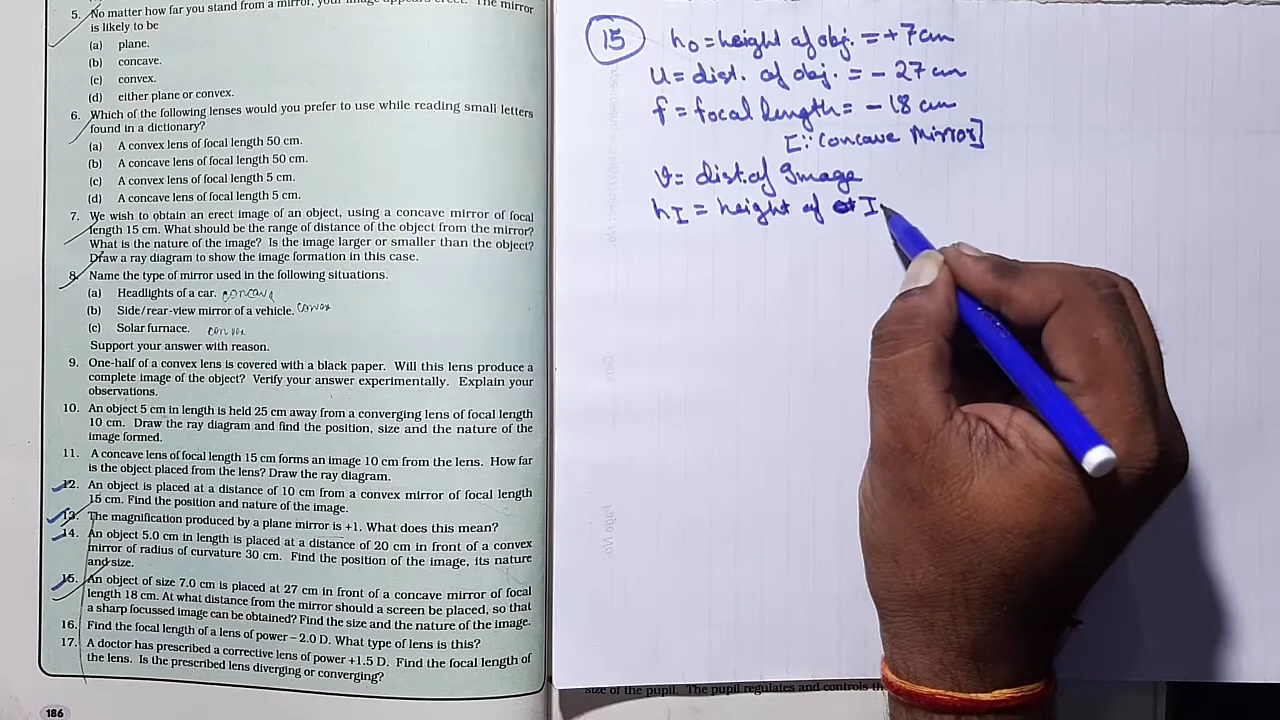 5. No matter how far you stand from a mirror, your image appears erect. The mirror
is likely to be
(a) plane.
(b) concave.
(c) convex.
(d) either plane or convex.
6. Which of the following lenses would you prefer to use while reading small letters
found in a dictionary?
(a) A convex lens of focal length 50 cm.
(b) A concave lens of focal length 50 cm.
(c) A convex lens of focal length 5 cm.
(d) A concave lens of focal length 5 cm.
7. We wish to obtain an erect image of an object, using a concave mirror of focal
length 15 cm. What should be the range of distance of the object from the mirror?
What is the nature of the image? Is the image larger or smaller than the object?
Draw a ray diagram to show the image formation in this case.
8. Name the type of mirror used in the following situations.
(a) Headlights of a car. concave
(b) Side/rear-view mirror of a vehicle. convex
(c) Solar furnace. convex
Support your answer with reason.
9. One-half of a convex lens is covered with a black paper. Will this lens produce a
complete image of the object? Verify your answer experimentally. Explain your
observations.
10. An object 5 cm in length is held 25 cm away from a converging lens of focal length
10 cm. Draw the ray diagram and find the position, size and the nature of the
image formed.
11. A concave lens of focal length 15 cm forms an image 10 cm from the lens. How far
is the object placed from the lens? Draw the ray diagram.
12. An object is placed at a distance of 10 cm from a convex mirror of focal length
15 cm. Find the position and nature of the image.
13. The magnification produced by a plane mirror is +1. What does this mean?
14. An object 5.0 cm in length is placed at a distance of 20 cm in front of a convex
mirror of radius of curvature 30 cm. Find the position of the image, its nature
and size.
15. An object of size 7.0 cm is placed at 27 cm in front of a concave mirror of focal
length 18 cm. At what distance from the mirror should a screen be placed, so that
a sharp focussed image can be obtained? Find the size and the nature of the image.
16. Find the focal length of a lens of power – 2.0 D. What type of lens is this?
17. A doctor has prescribed a corrective lens of power +1.5 D. Find the focal length of
the lens. Is the prescribed lens diverging or converging?
186
15 ho = height of obj. = +7 cm
u = dist. of obj. = - 27 cm
f = focal length = - 18 cm
[∵ Concave Mirror]
v = dist. of Image
hI = height of I
size of the pupil. The pupil regulates and controls th